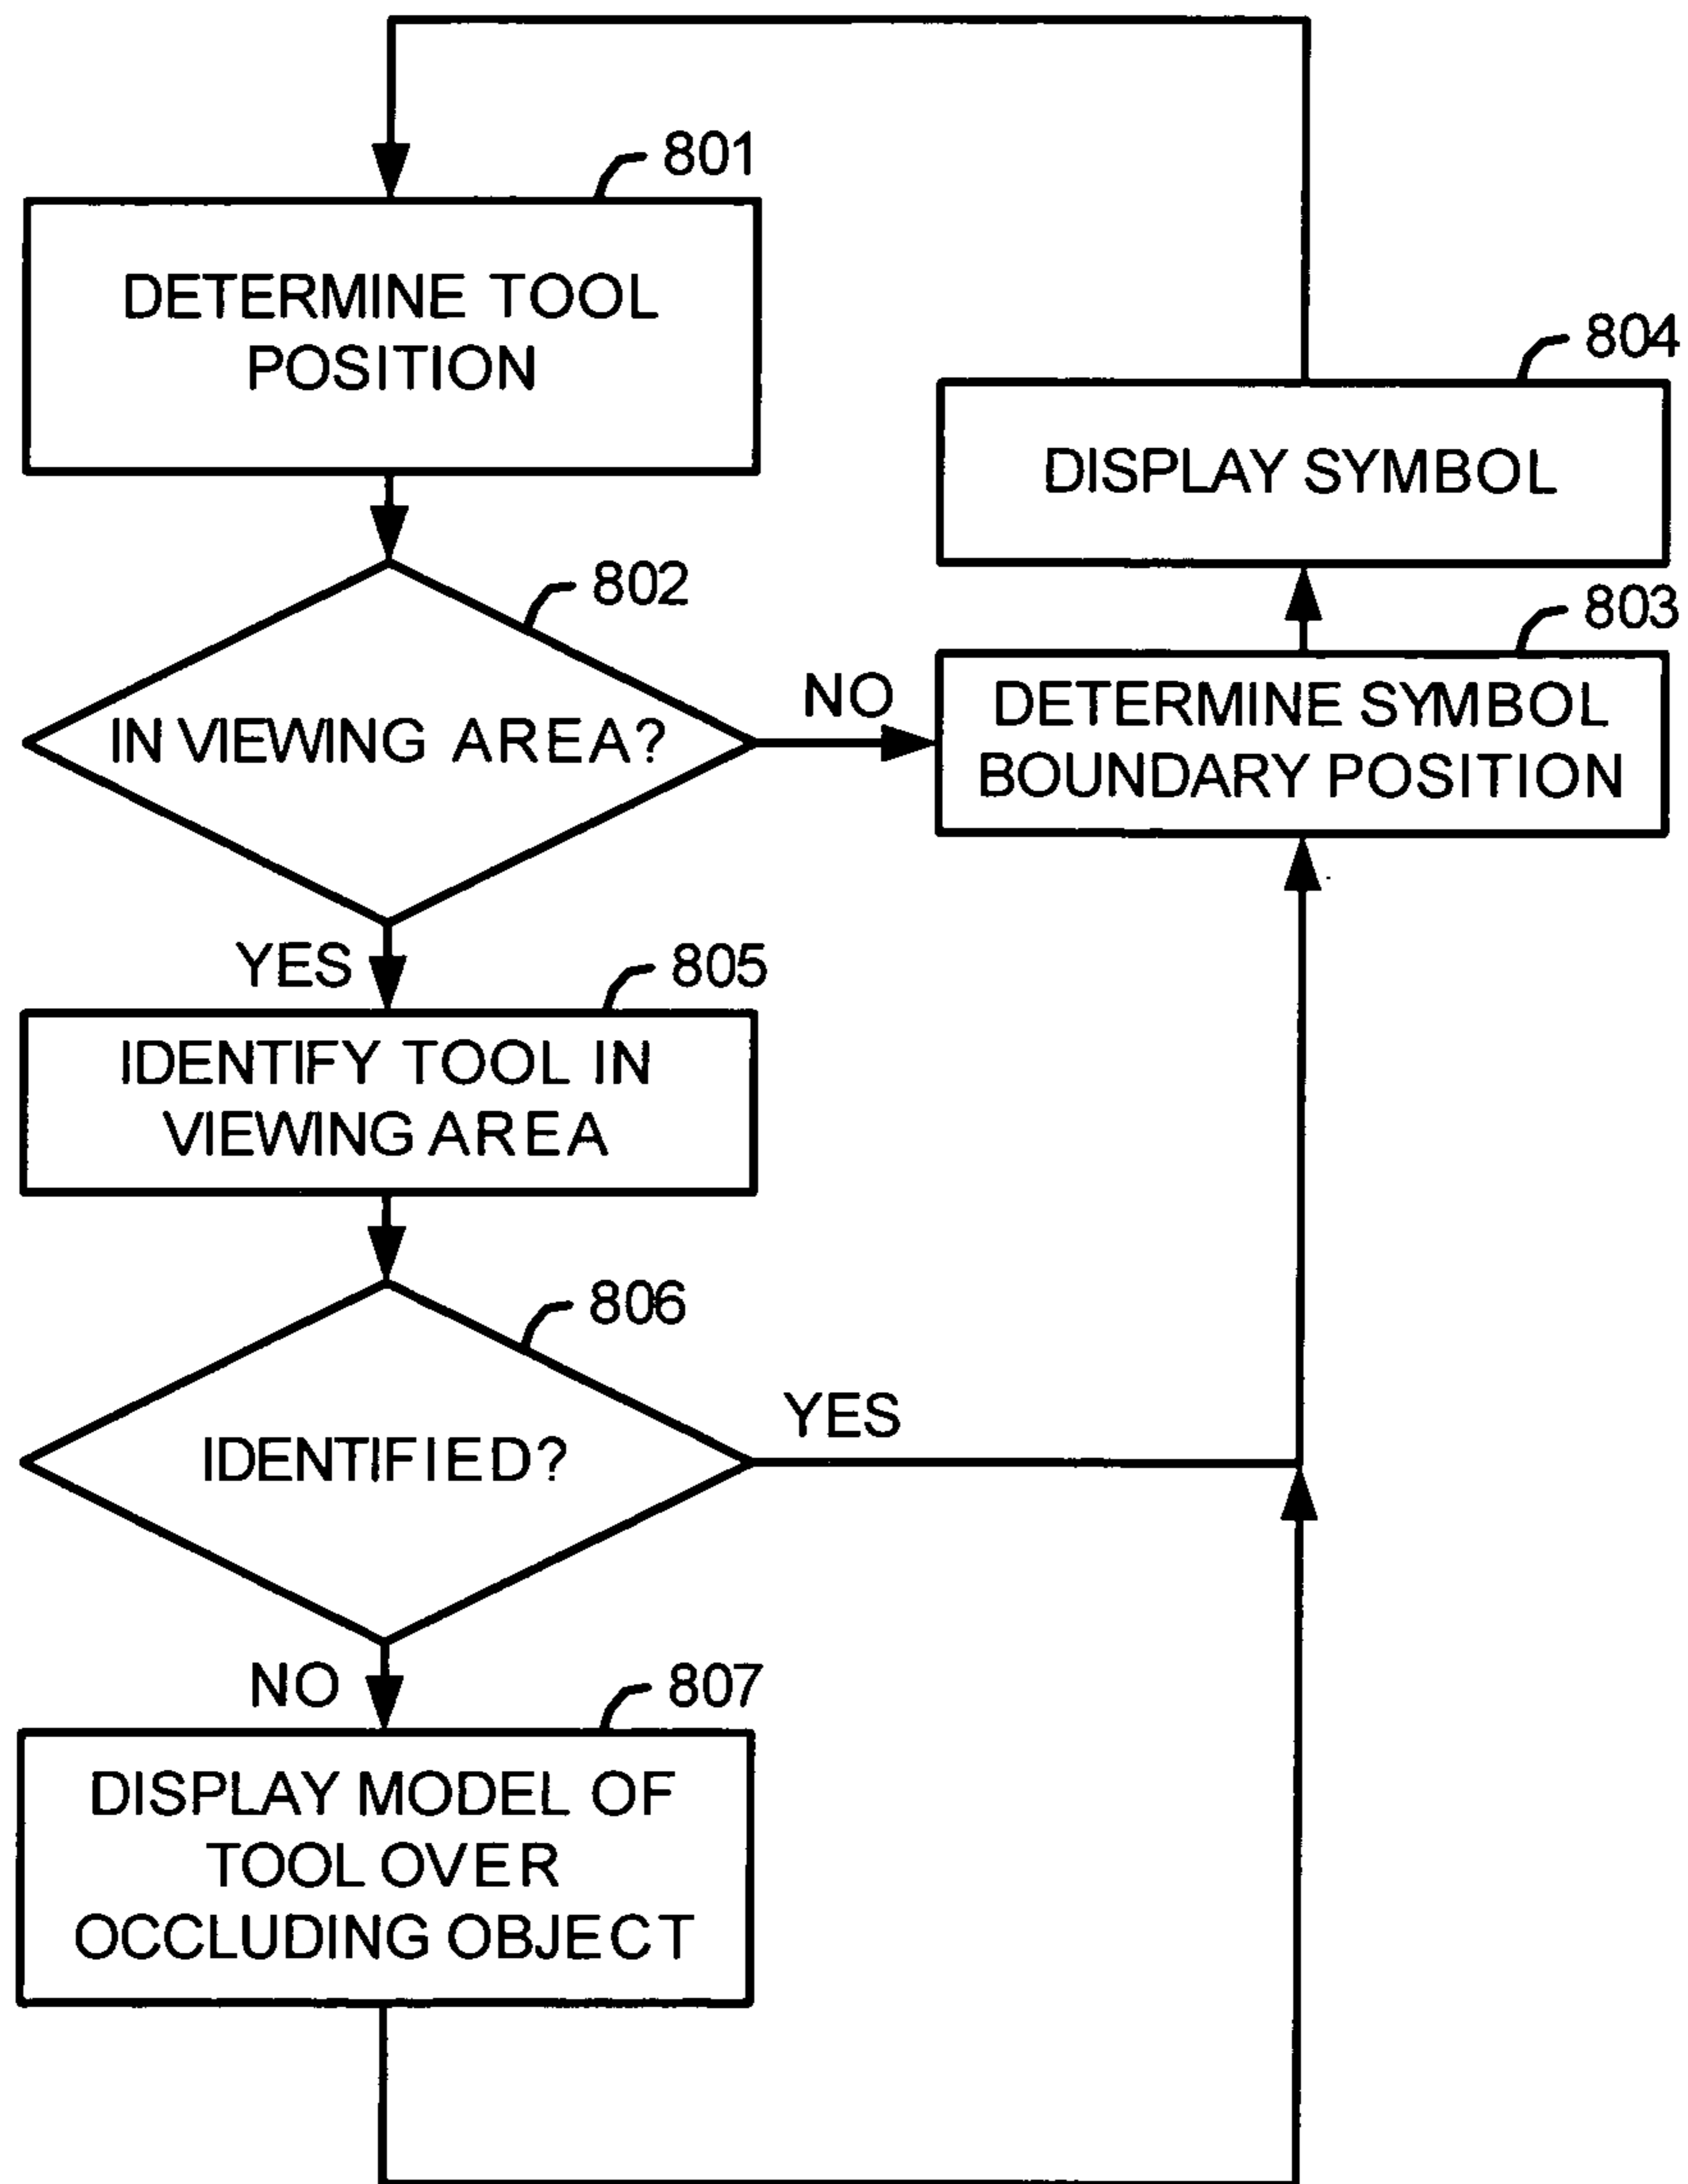 801
DETERMINE TOOL
POSITION
804
DISPLAY SYMBOL
802
803
IN VIEWING AREA?
NO
DETERMINE SYMBOL
BOUNDARY POSITION
YES
805
IDENTIFY TOOL IN
VIEWING AREA
806
IDENTIFIED?
YES
NO
807
DISPLAY MODEL OF
TOOL OVER
OCCLUDING OBJECT